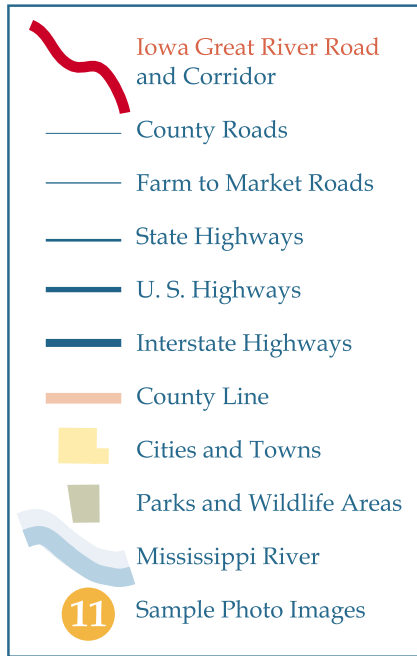 Iowa Great River Road
and Corridor
County Roads
Farm to Market Roads
State Highways
U. S. Highways
Interstate Highways
County Line
Cities and Towns
Parks and Wildlife Areas
Mississippi River
11 Sample Photo Images